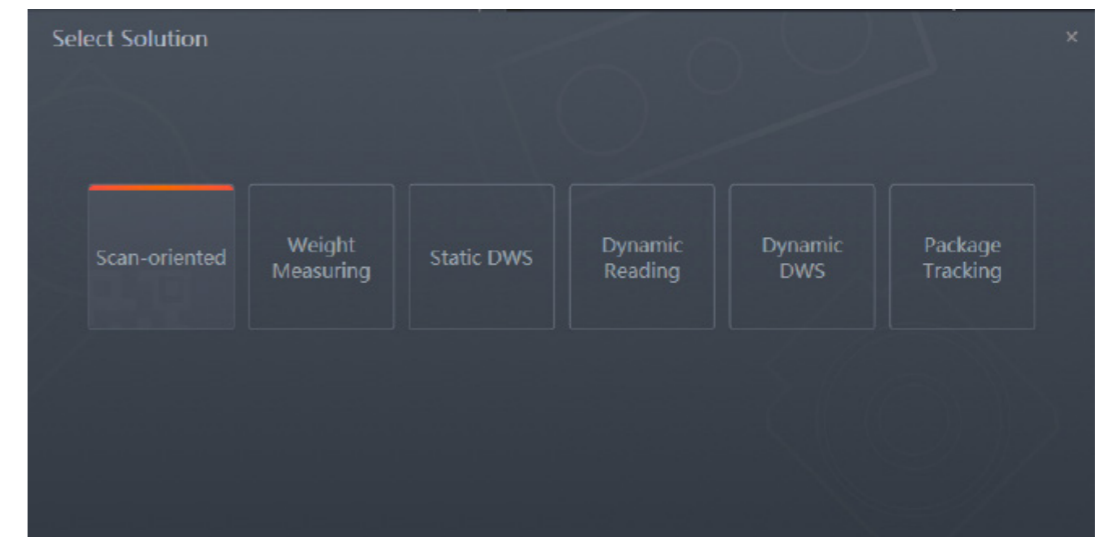 Select Solution
Scan-oriented
Weight
Measuring
Static DWS
Dynamic
Reading
Dynamic
DWS
Package
Tracking